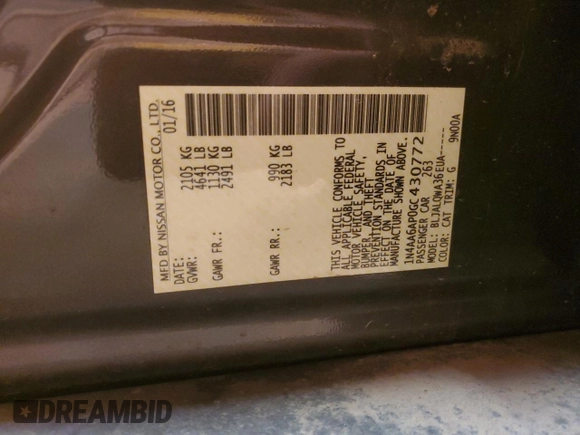 MFD BY NISSAN MOTOR CO., LTD.
DATE: 01/16
GVWR: 2105 KG
4641 LB
GAWR FR.: 1130 KG
2491 LB
GAWR RR.: 990 KG
2183 LB
THIS VEHICLE CONFORMS TO
ALL APPLICABLE FEDERAL
MOTOR VEHICLE SAFETY,
BUMPER, AND THEFT
PREVENTION STANDARDS IN
EFFECT ON THE DATE OF
MANUFACTURE SHOWN ABOVE.
1N4AA6AP0GC430772
PASSENGER CAR 263
MODEL: BLJALQWA36EUA------
COLOR: CAT TRIM: G 9N00A
DREAMBID